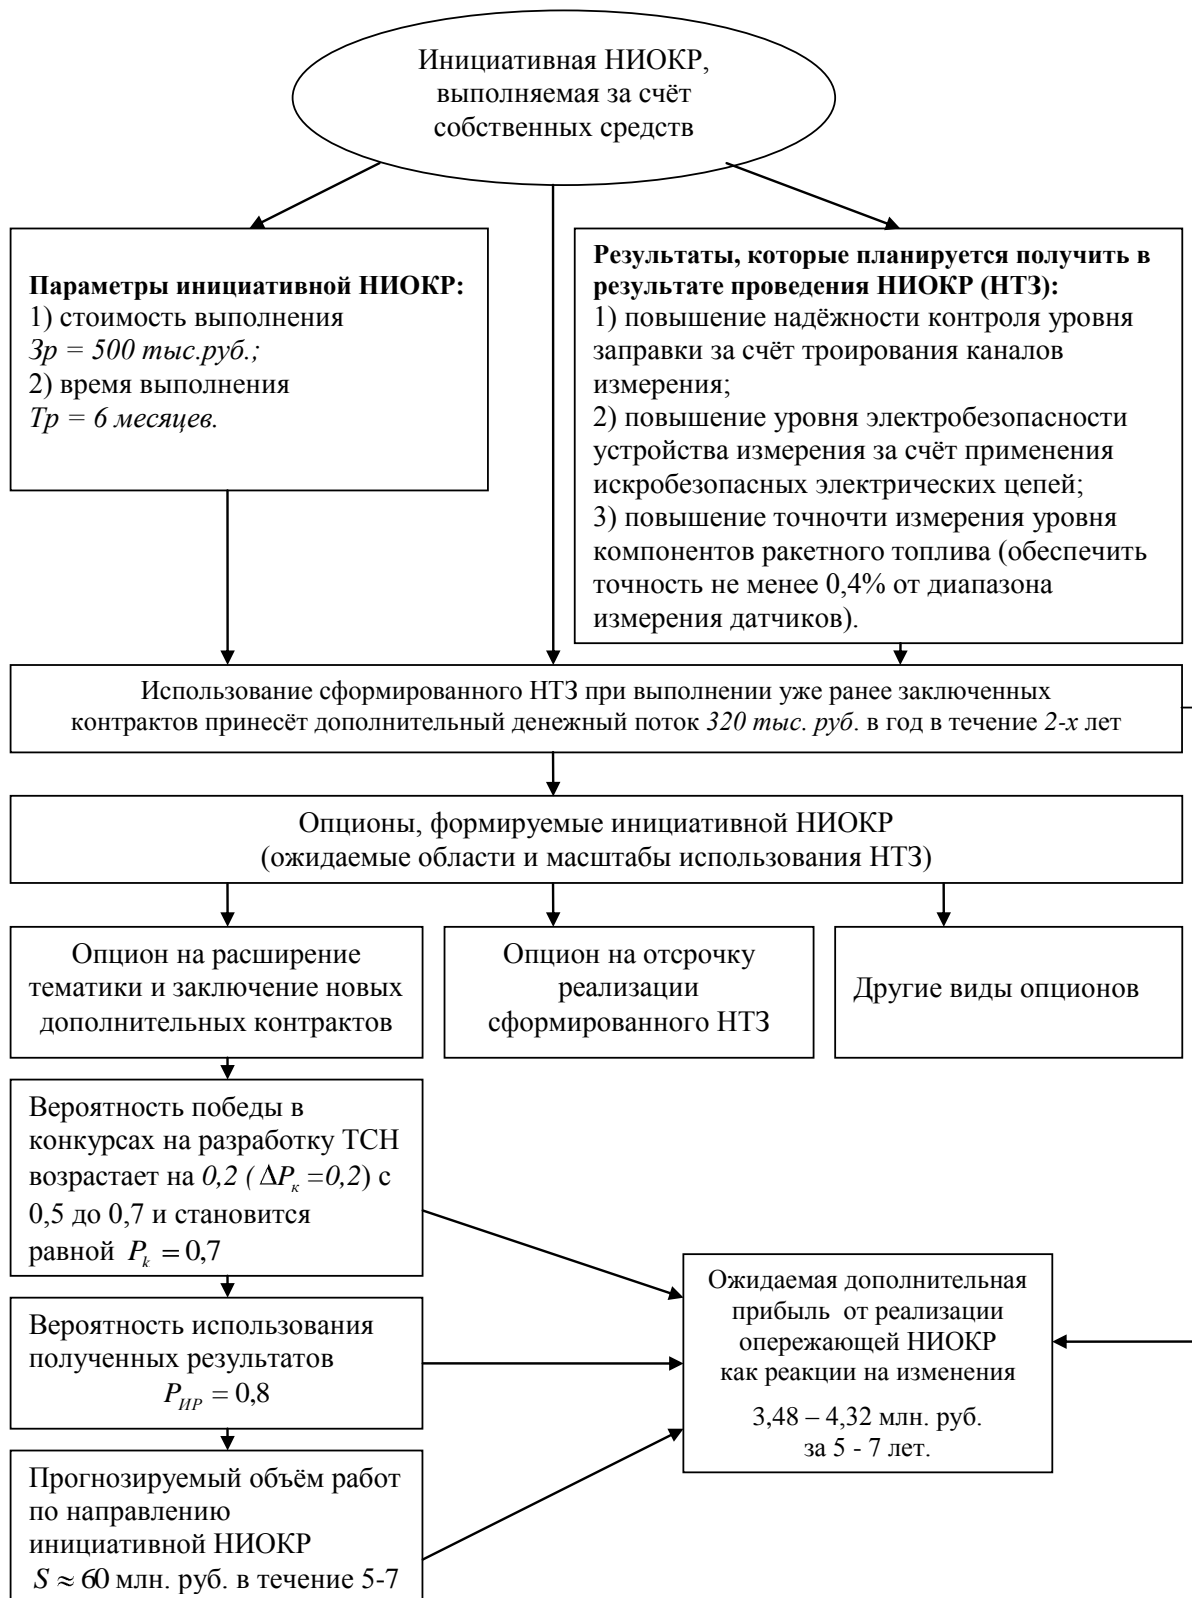 Инициативная НИОКР,
выполняемая за счёт
собственных средств
Параметры инициативной НИОКР:
1) стоимость выполнения
Зр = 500 тыс.руб.;
2) время выполнения
Тр = 6 месяцев.
Результаты, которые планируется получить в
результате проведения НИОКР (НТЗ):
1) повышение надёжности контроля уровня
заправки за счёт троирования каналов
измерения;
2) повышение уровня электробезопасности
устройства измерения за счёт применения
искробезопасных электрических цепей;
3) повышение точночти измерения уровня
компонентов ракетного топлива (обеспечить
точность не менее 0,4% от диапазона
измерения датчиков).
Использование сформированного НТЗ при выполнении уже ранее заключенных
контрактов принесёт дополнительный денежный поток 320 тыс. руб. в год в течение 2-х лет
Опционы, формируемые инициативной НИОКР
(ожидаемые области и масштабы использования НТЗ)
Опцион на расширение
тематики и заключение новых
дополнительных контрактов
Опцион на отсрочку
реализации
сформированного НТЗ
Другие виды опционов
Вероятность победы в
конкурсах на разработку ТСН
возрастает на 0,2 ( ΔPк =0,2) с
0,5 до 0,7 и становится
равной Pk = 0,7
Вероятность использования
полученных результатов
PИР = 0,8
Прогнозируемый объём работ
по направлению
инициативной НИОКР
S ≈ 60 млн. руб. в течение 5-7
Ожидаемая дополнительная
прибыль от реализации
опережающей НИОКР
как реакции на изменения
3,48 – 4,32 млн. руб.
за 5 - 7 лет.